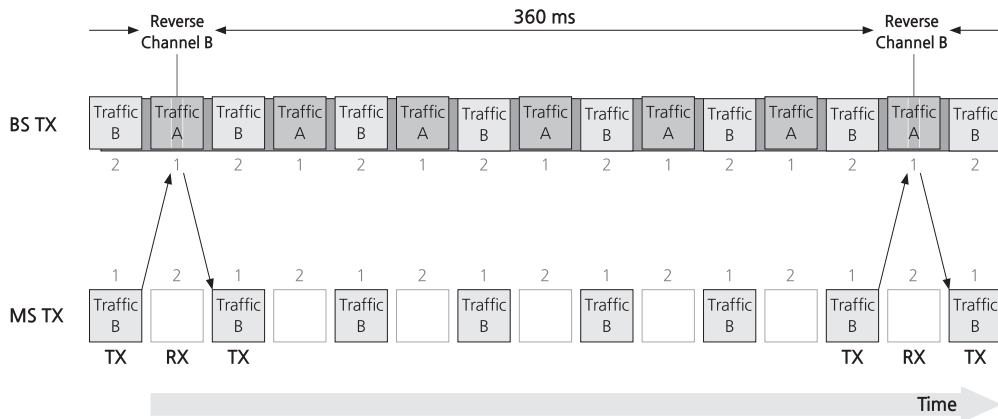 Reverse
Channel B
360 ms
Reverse
Channel B
BS TX
Traffic B
Traffic A
Traffic B
Traffic A
Traffic B
Traffic A
Traffic B
Traffic A
Traffic B
Traffic A
Traffic B
Traffic A
Traffic B
Traffic A
Traffic B
2 1 2 1 2 1 2 1 2 1 2 1 2 1 2
1 2 1 2 1 2 1 2 1 2 1 2 1 2 1
MS TX
Traffic B
Traffic B
Traffic B
Traffic B
Traffic B
Traffic B
Traffic B
Traffic B
TX RX TX TX RX TX
Time